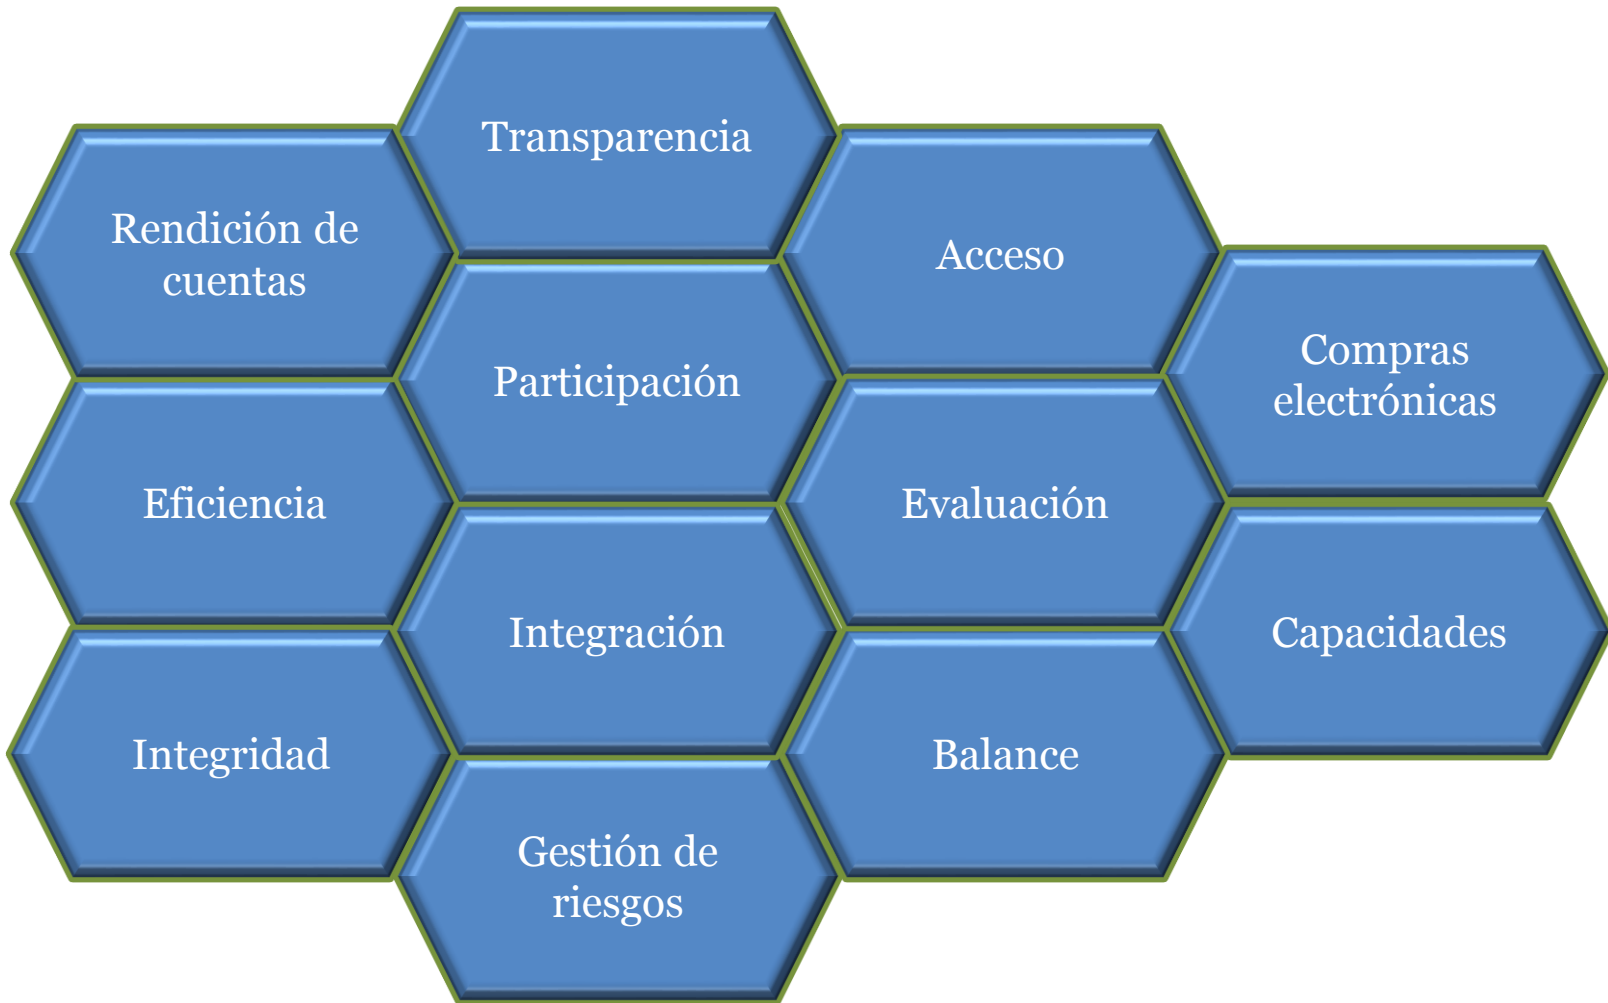 Transparencia
Rendición de
cuentas
Acceso
Participación
Compras
electrónicas
Eficiencia
Evaluación
Integración
Capacidades
Integridad
Balance
Gestión de
riesgos